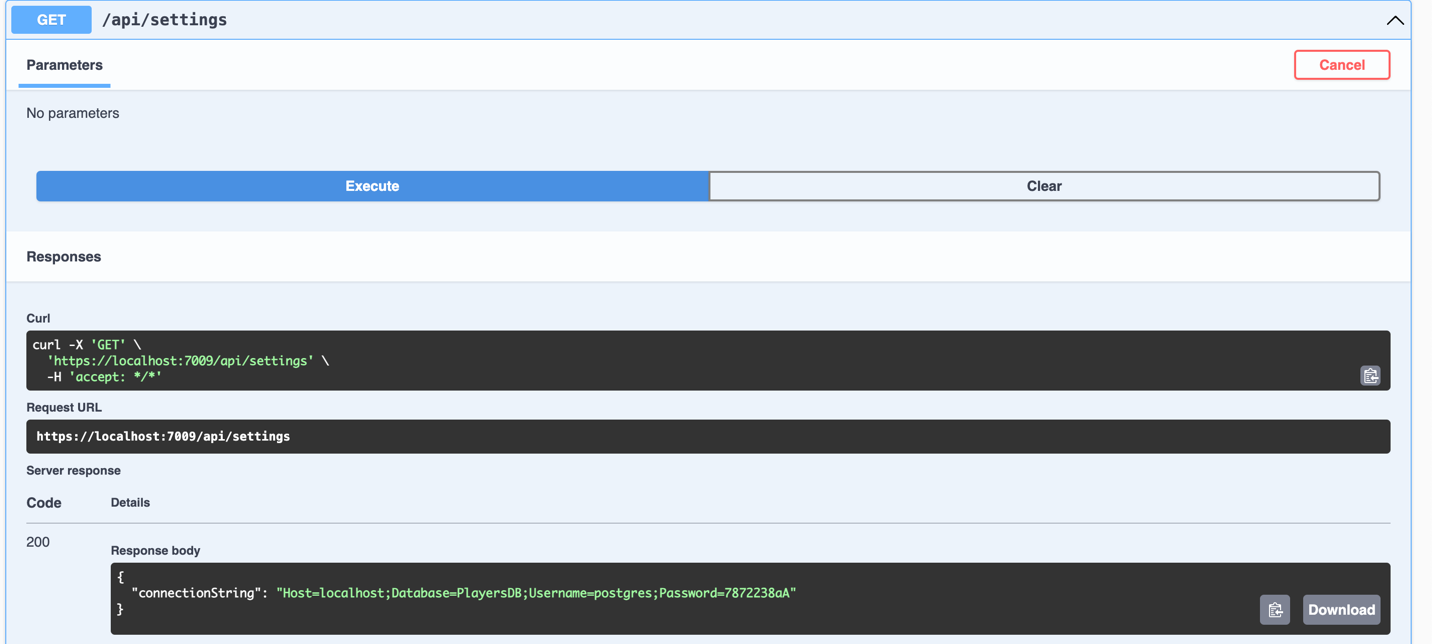 GET /api/settings
Parameters
Cancel
No parameters
Execute
Clear
Responses
Curl
curl -X 'GET' \
  'https://localhost:7009/api/settings' \
  -H 'accept: */*'
Request URL
https://localhost:7009/api/settings
Server response
Code Details
200
Response body
{
  "connectionString": "Host=localhost;Database=PlayersDB;Username=postgres;Password=7872238aA"
}
Download